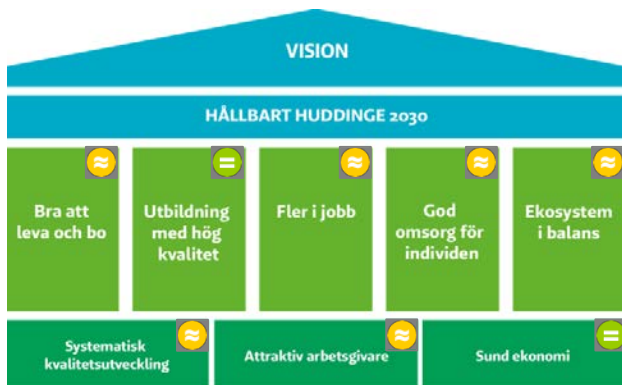 VISION
HÅLLBART HUDDINGE 2030
≈
Bra att
leva och bo
=
Utbildning
med hög
kvalitet
≈
Fler i jobb
≈
God
omsorg för
individen
≈
Ekosystem
i balans
≈
Systematisk
kvalitetsutveckling
≈
Attraktiv arbetsgivare
=
Sund ekonomi